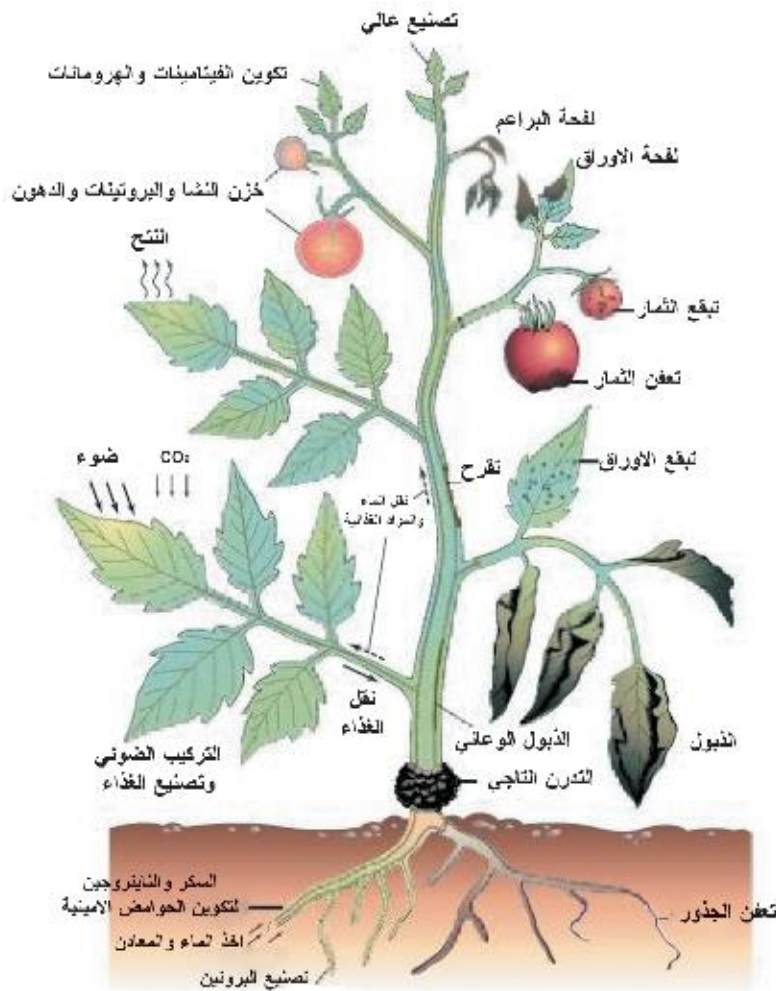 تصنيع عالي
تكوين الفيتامينات والهرومانات
لفحة البراعم
لفحة الاوراق
خزن النشا والبروتينات والدهون
النتح
تبقع الثمار
تعفن الثمار
ضوء
CO₂
تقرح
تبقع الاوراق
نقل الماء
والمواد الغذائية
نقل
الغذاء
الذبول الوعائي
الذبول
التركيب الضوئي
وتصنيع الغذاء
التدرن التاجي
السكر والنايتروجين
لتكوين الحوامض الامينية
اخذ الماء والمعادن
تصنيع البروتين
تعفن الجذور